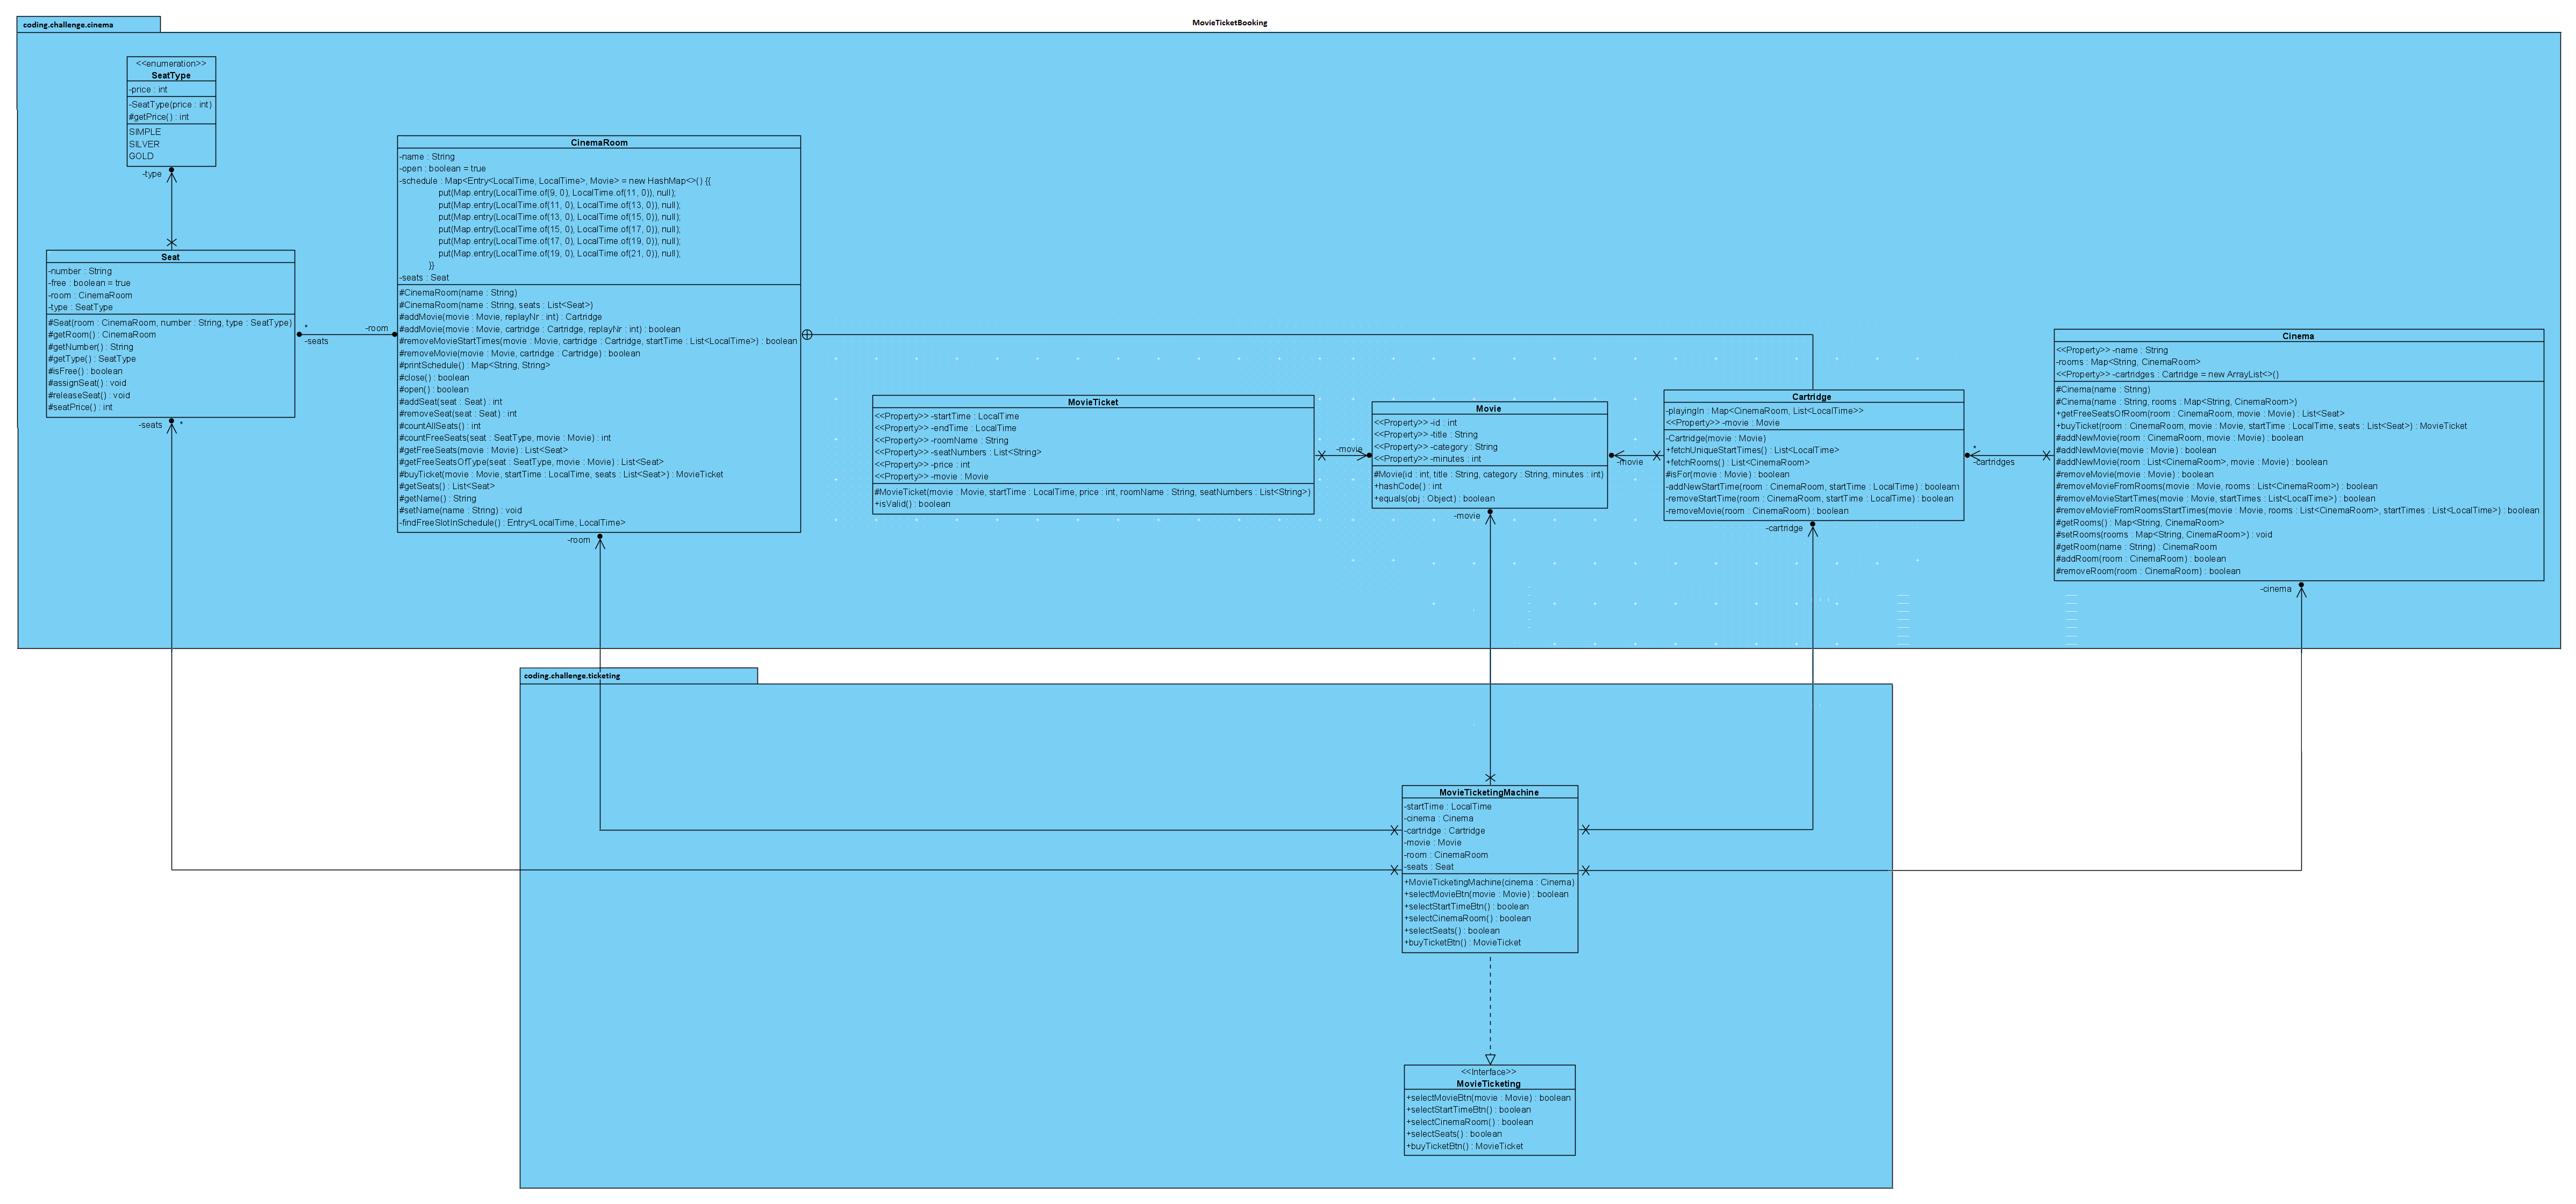 coding.challenge.cinema
MovieTicketBooking
<<enumeration>>
SeatType
-price : int
-SeatType(price : int)
#getPrice() : int
SIMPLE
SILVER
GOLD
-type
Seat
-number : String
-free : boolean = true
-room : CinemaRoom
-type : SeatType
#Seat(room : CinemaRoom, number : String, type : SeatType)
#getRoom() : CinemaRoom
#getNumber() : String
#getType() : SeatType
#isFree() : boolean
#assignSeat() : void
#releaseSeat() : void
#seatPrice() : int
-seats
*
*
-seats
-room
CinemaRoom
-name : String
-open : boolean = true
-schedule : Map<Entry<LocalTime, LocalTime>, Movie> = new HashMap<>() {{
put(Map.entry(LocalTime.of(9, 0), LocalTime.of(11, 0)), null);
put(Map.entry(LocalTime.of(11, 0), LocalTime.of(13, 0)), null);
put(Map.entry(LocalTime.of(13, 0), LocalTime.of(15, 0)), null);
put(Map.entry(LocalTime.of(15, 0), LocalTime.of(17, 0)), null);
put(Map.entry(LocalTime.of(17, 0), LocalTime.of(19, 0)), null);
put(Map.entry(LocalTime.of(19, 0), LocalTime.of(21, 0)), null);
}}
-seats : Seat
#CinemaRoom(name : String)
#CinemaRoom(name : String, seats : List<Seat>)
#addMovie(movie : Movie, replayNr : int) : Cartridge
#addMovie(movie : Movie, cartridge : Cartridge, replayNr : int) : boolean
#removeMovieStartTimes(movie : Movie, cartridge : Cartridge, startTime : List<LocalTime>) : boolean
#removeMovie(movie : Movie, cartridge : Cartridge) : boolean
#printSchedule() : Map<String, String>
#close() : boolean
#open() : boolean
#addSeat(seat : Seat) : int
#removeSeat(seat : Seat) : int
#countAllSeats() : int
#countFreeSeats(seat : SeatType, movie : Movie) : int
#getFreeSeats(movie : Movie) : List<Seat>
#getFreeSeatsOfType(seat : SeatType, movie : Movie) : List<Seat>
#buyTicket(movie : Movie, startTime : LocalTime, seats : List<Seat>) : MovieTicket
#getSeats() : List<Seat>
#getName() : String
#setName(name : String) : void
-findFreeSlotInSchedule() : Entry<LocalTime, LocalTime>
-room
MovieTicket
<<Property>> -startTime : LocalTime
<<Property>> -endTime : LocalTime
<<Property>> -roomName : String
<<Property>> -seatNumbers : List<String>
<<Property>> -price : int
<<Property>> -movie : Movie
#MovieTicket(movie : Movie, startTime : LocalTime, price : int, roomName : String, seatNumbers : List<String>)
+isValid() : boolean
-movie
Movie
<<Property>> -id : int
<<Property>> -title : String
<<Property>> -category : String
<<Property>> -minutes : int
#Movie(id : int, title : String, category : String, minutes : int)
+hashCode() : int
+equals(obj : Object) : boolean
-movie
-movie
Cartridge
-playingIn : Map<CinemaRoom, List<LocalTime>>
<<Property>> -movie : Movie
-Cartridge(movie : Movie)
+fetchUniqueStartTimes() : List<LocalTime>
+fetchRooms() : List<CinemaRoom>
#isFor(movie : Movie) : boolean
-addNewStartTime(room : CinemaRoom, startTime : LocalTime) : boolean
-removeStartTime(room : CinemaRoom, startTime : LocalTime) : boolean
-removeMovie(room : CinemaRoom) : boolean
-cartridge
*
-cartridges
Cinema
<<Property>> -name : String
-rooms : Map<String, CinemaRoom>
<<Property>> -cartridges : Cartridge = new ArrayList<>()
#Cinema(name : String)
#Cinema(name : String, rooms : Map<String, CinemaRoom>)
+getFreeSeatsOfRoom(room : CinemaRoom, movie : Movie) : List<Seat>
+buyTicket(room : CinemaRoom, movie : Movie, startTime : LocalTime, seats : List<Seat>) : MovieTicket
#addNewMovie(room : CinemaRoom, movie : Movie) : boolean
#addNewMovie(movie : Movie) : boolean
#addNewMovie(room : List<CinemaRoom>, movie : Movie) : boolean
#removeMovie(movie : Movie) : boolean
#removeMovieFromRooms(movie : Movie, rooms : List<CinemaRoom>) : boolean
#removeMovieStartTimes(movie : Movie, startTimes : List<LocalTime>) : boolean
#removeMovieFromRoomsStartTimes(movie : Movie, rooms : List<CinemaRoom>, startTimes : List<LocalTime>) : boolean
#getRooms() : Map<String, CinemaRoom>
#setRooms(rooms : Map<String, CinemaRoom>) : void
#getRoom(name : String) : CinemaRoom
#addRoom(room : CinemaRoom) : boolean
#removeRoom(room : CinemaRoom) : boolean
-cinema
coding.challenge.ticketing
MovieTicketingMachine
-startTime : LocalTime
-cinema : Cinema
-cartridge : Cartridge
-movie : Movie
-room : CinemaRoom
-seats : Seat
+MovieTicketingMachine(cinema : Cinema)
+selectMovieBtn(movie : Movie) : boolean
+selectStartTimeBtn() : boolean
+selectCinemaRoom() : boolean
+selectSeats() : boolean
+buyTicketBtn() : MovieTicket
<<Interface>>
MovieTicketing
+selectMovieBtn(movie : Movie) : boolean
+selectStartTimeBtn() : boolean
+selectCinemaRoom() : boolean
+selectSeats() : boolean
+buyTicketBtn() : MovieTicket